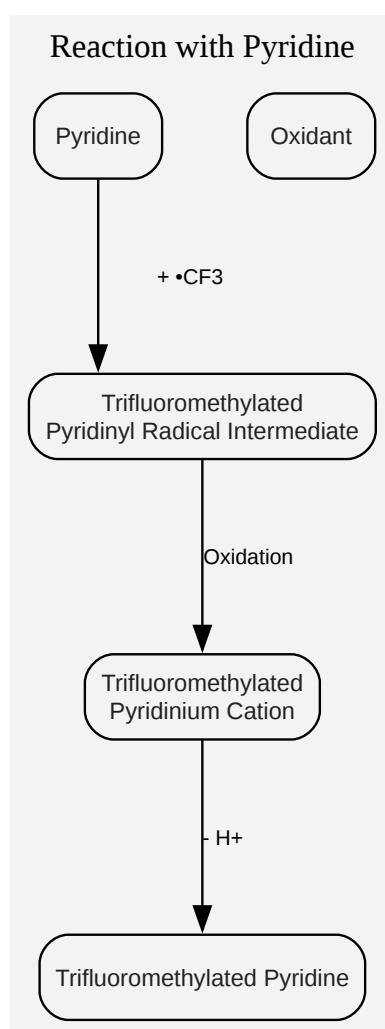 Reaction with Pyridine
Pyridine
Oxidant
+ •CF3
Trifluoromethylated
Pyridinyl Radical Intermediate
Oxidation
Trifluoromethylated
Pyridinium Cation
- H+
Trifluoromethylated Pyridine